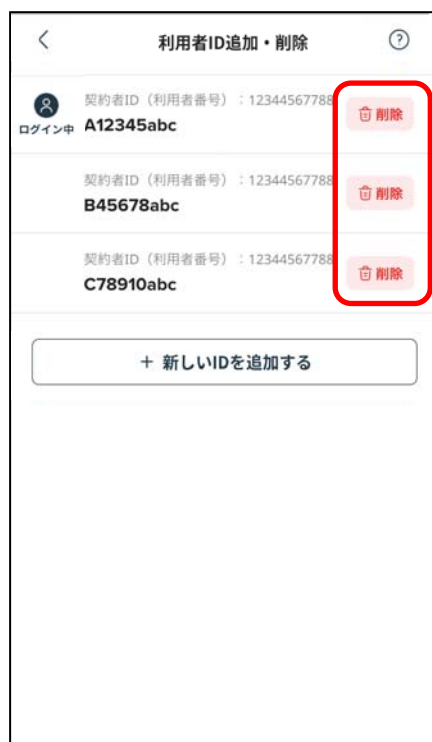 利用者ID追加・削除
契約者ID（利用者番号）：12344567788
削除
ログイン中
A12345abc
契約者ID（利用者番号）：12344567788
削除
B45678abc
契約者ID（利用者番号）：12344567788
削除
C78910abc
+ 新しいIDを追加する